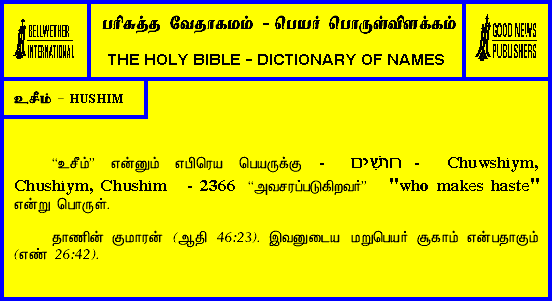 BELLWETHER
INTERNATIONAL
பரிசுத்த வேதாகமம் - பெயர் பொருள்விளக்கம்
THE HOLY BIBLE - DICTIONARY OF NAMES
GOOD NEWS
PUBLISHERS
உசீம் - HUSHIM
“உசீம்” என்னும் எபிரெய பெயருக்கு - חֻשִׁים - Chuwshiym,
Chushiym, Chushim - 2366 “அவசரப்படுகிறவர்” "who makes haste"
என்று பொருள்.
தாணின் குமாரன் (ஆதி 46:23). இவனுடைய மறுபெயர் சூகாம் என்பதாகும்
(எண் 26:42).